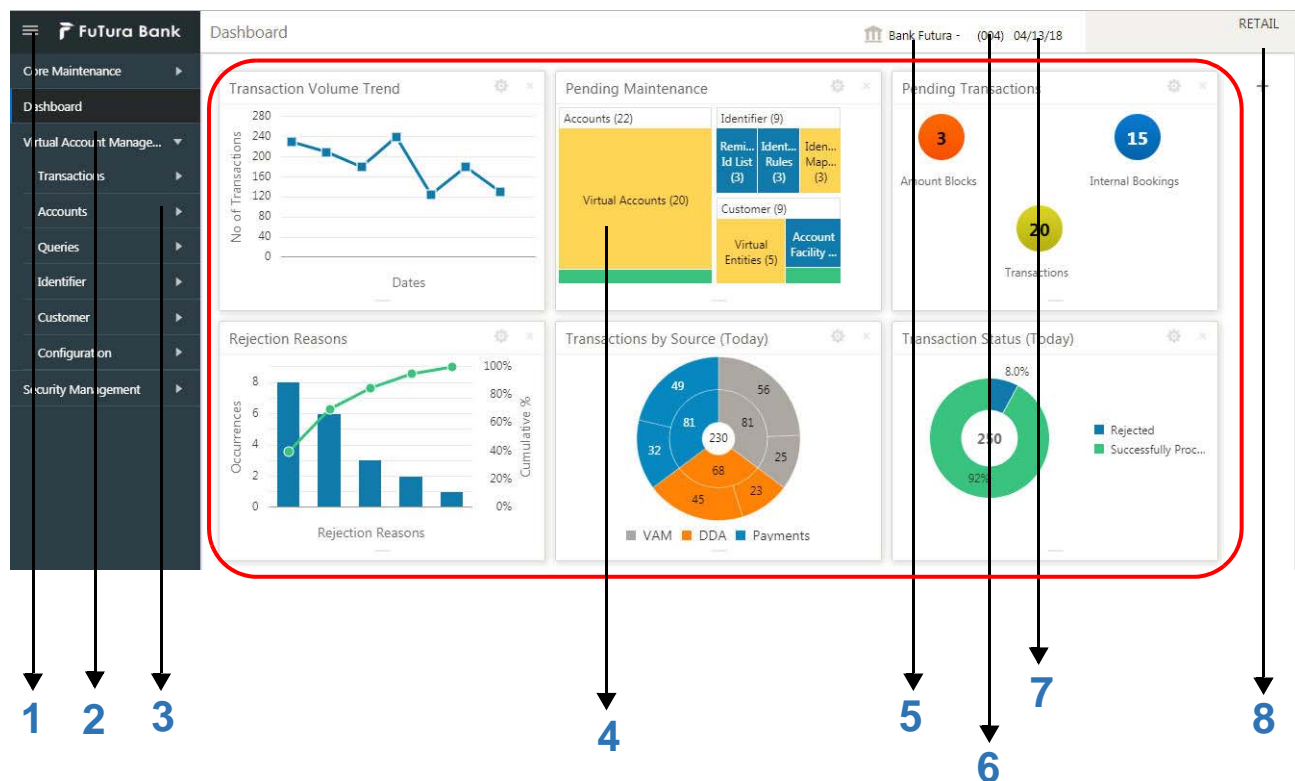 FuTura Bank
Dashboard
Bank Futura - (004) 04/13/18
RETAIL
Core Maintenance
Dashboard
Virtual Account Manage...
Transactions
Accounts
Queries
Identifier
Customer
Configuration
Security Management
Transaction Volume Trend
280
240
200
160
120
80
40
0
No of Transactions
Dates
Pending Maintenance
Accounts (22)
Virtual Accounts (20)
Identifier (9)
Remi...
Id List
(3)
Ident...
Rules
(3)
Iden...
Map...
(3)
Customer (9)
Virtual
Entities (5)
Account
Facility ...
Pending Transactions
3
Amount Blocks
15
Internal Bookings
20
Transactions
Rejection Reasons
8
6
4
2
0
Occurrences
100%
80%
60%
40%
20%
0%
Cumulative %
Rejection Reasons
Transactions by Source (Today)
49
56
81
81
32
230
25
68
45
23
VAM DDA Payments
Transaction Status (Today)
8.0%
250
92%
Rejected
Successfully Proc...
1
2
3
4
5
6
7
8